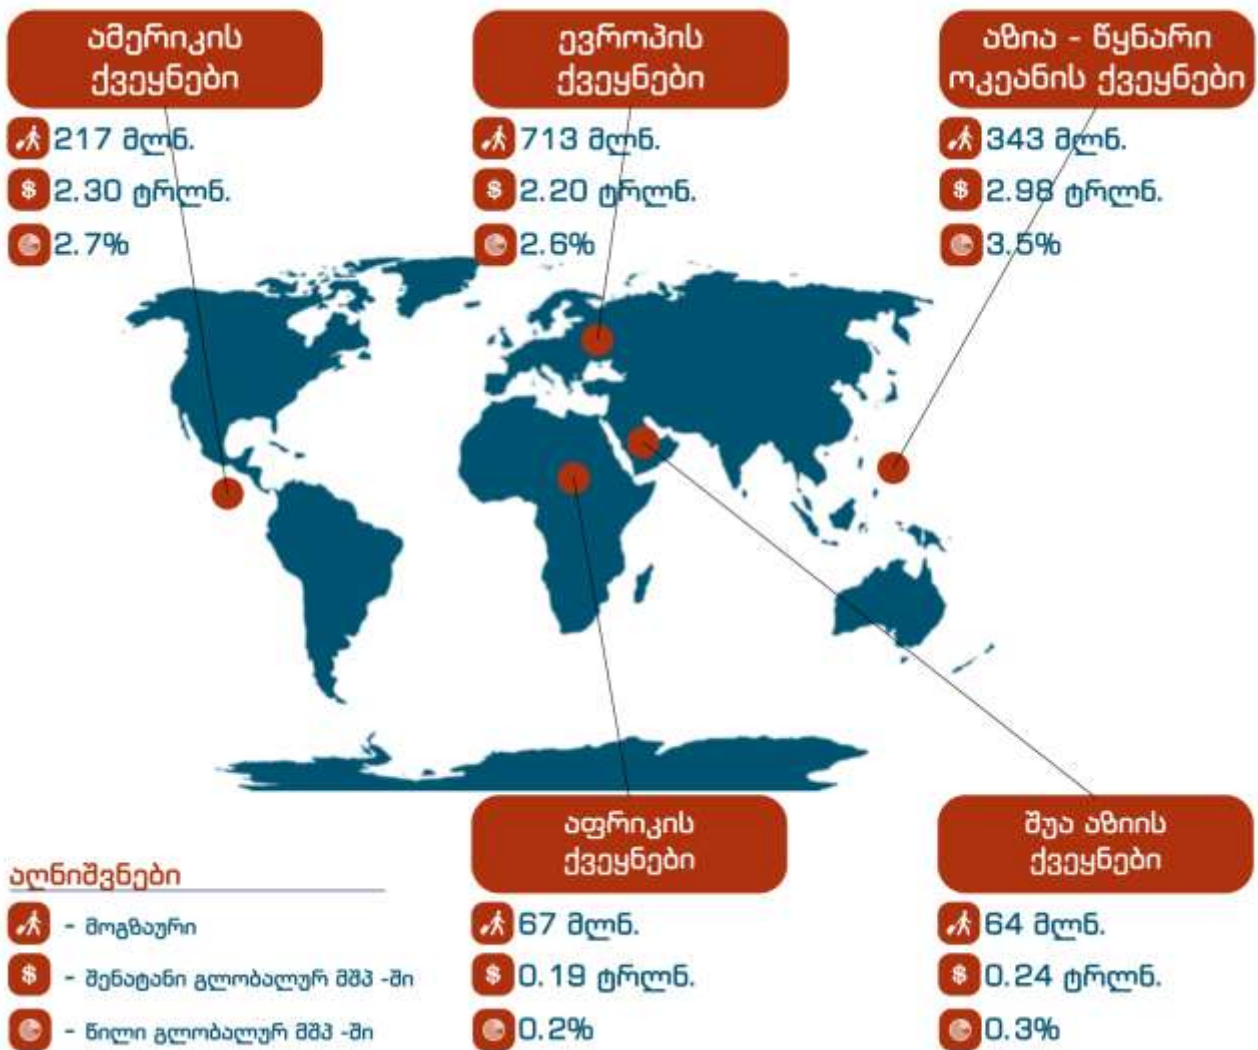 ამერიკის
ქვეყნები
217 მლნ.
$ 2.30 ტრლნ.
2.7%
ევროპის
ქვეყნები
713 მლნ.
$ 2.20 ტრლნ.
2.6%
აზია - წყნარი
ოკეანის ქვეყნები
343 მლნ.
$ 2.98 ტრლნ.
3.5%
აღნიშვნები
- მოგზაური
$ - შენატანი გლობალურ მშპ -ში
- წილი გლობალურ მშპ -ში
აფრიკის
ქვეყნები
67 მლნ.
$ 0.19 ტრლნ.
0.2%
შუა აზიის
ქვეყნები
64 მლნ.
$ 0.24 ტრლნ.
0.3%